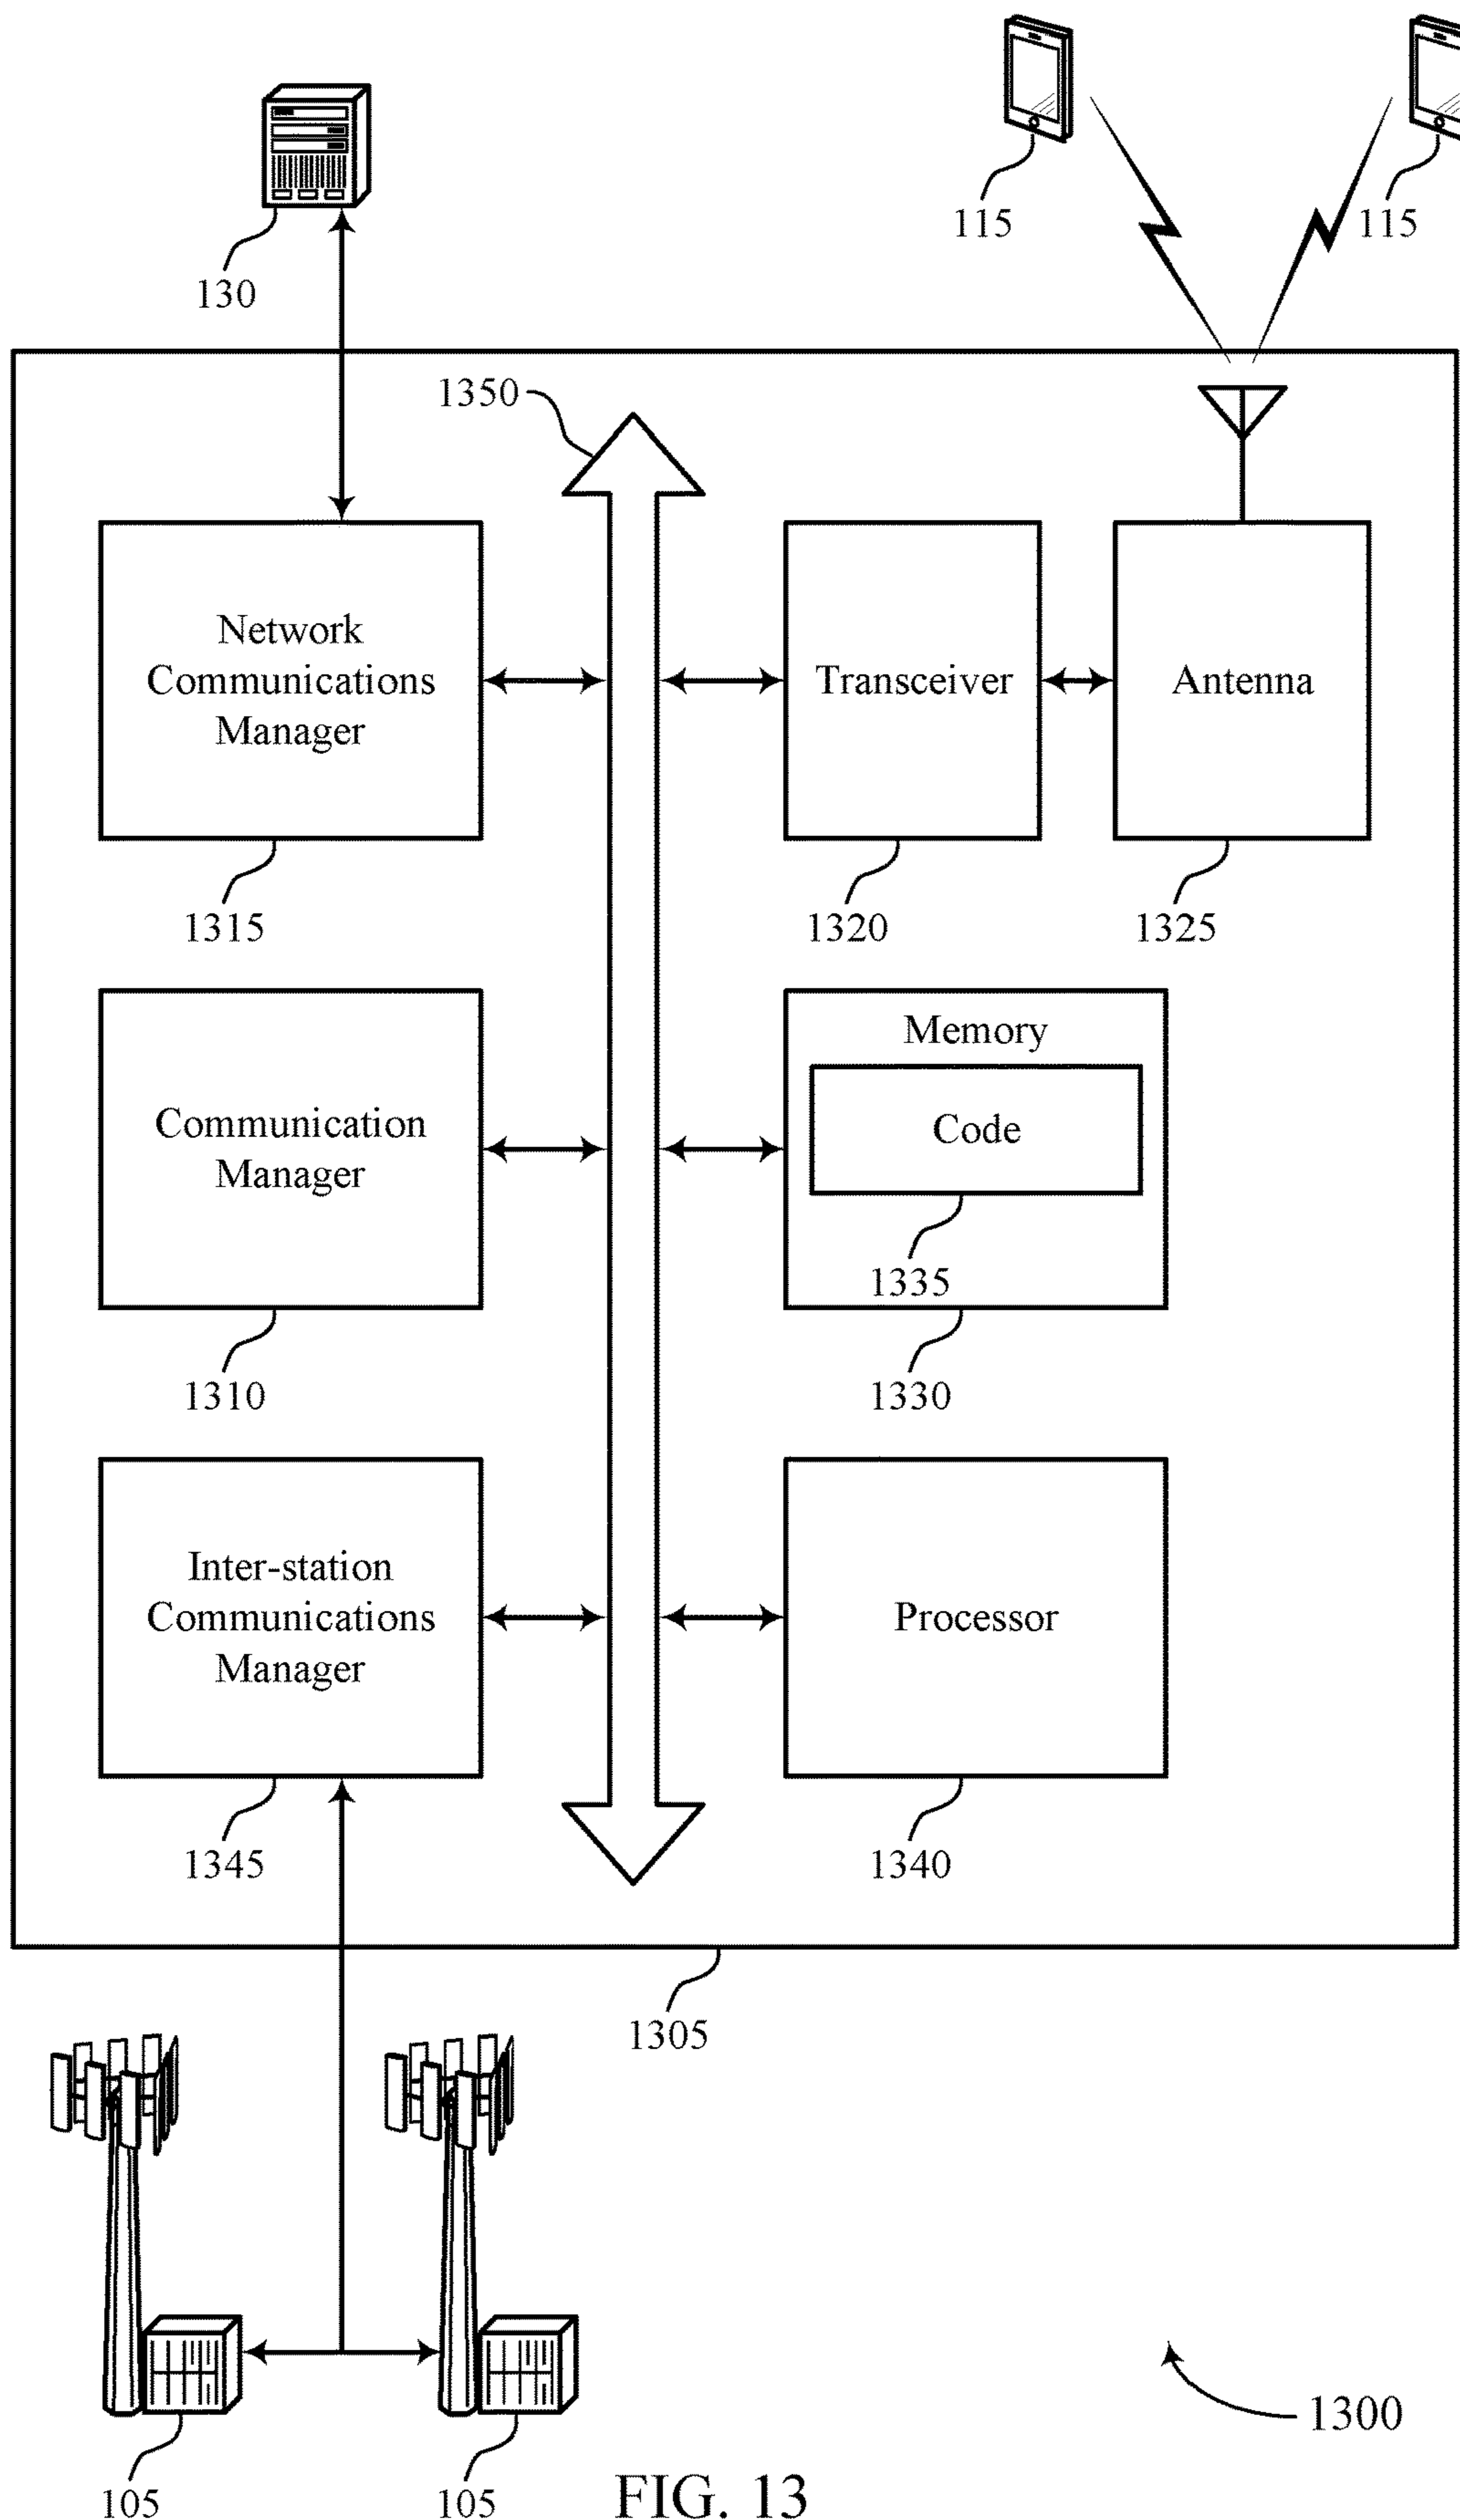 115
115
130
1350
Network
Communications
Manager
Transceiver
Antenna
1315
1320
1325
Communication
Manager
Memory
Code
1335
1310
1330
Inter-station
Communications
Manager
Processor
1345
1340
1305
1300
105
105
FIG. 13